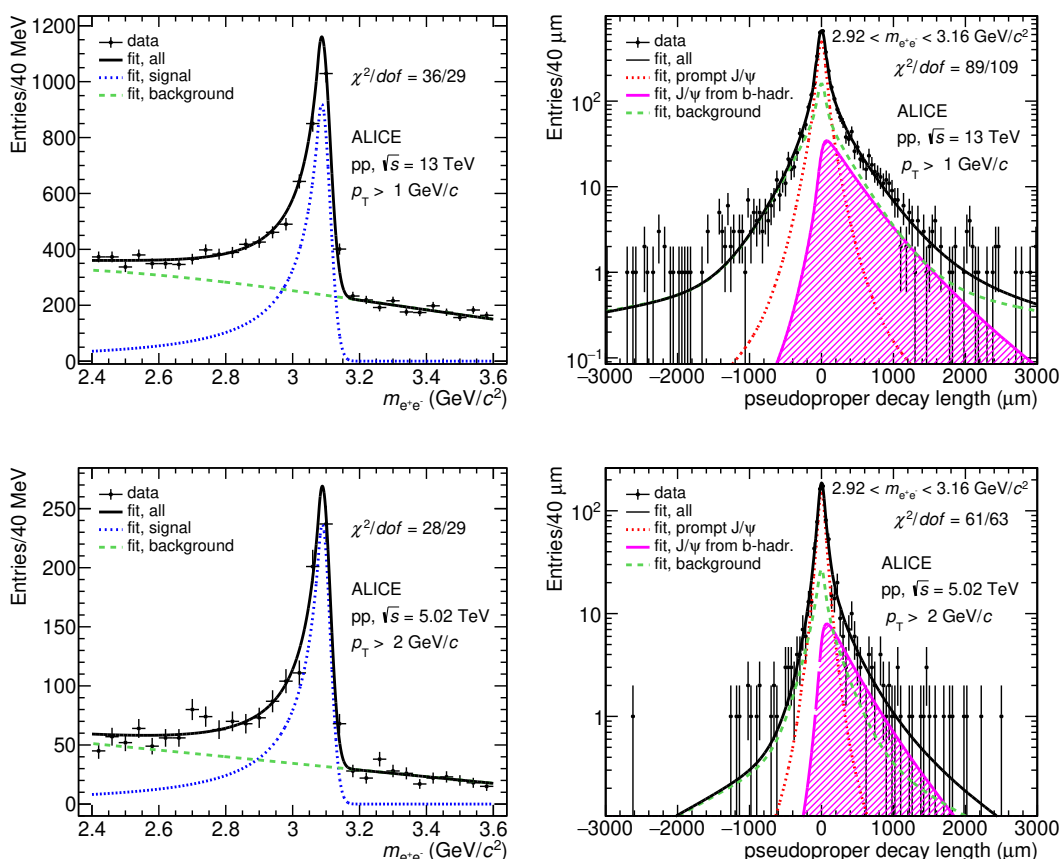 Entries/40 MeV
1200
1000
800
600
400
200
0
data
fit, all
fit, signal
fit, background
χ²/dof = 36/29
ALICE
pp, √s = 13 TeV
p_T > 1 GeV/c
2.4 2.6 2.8 3 3.2 3.4 3.6
m_e⁺e⁻ (GeV/c²)
Entries/40 μm
10²
10
1
10⁻¹
data
fit, all
fit, prompt J/ψ
fit, J/ψ from b-hadr.
fit, background
2.92 < m_e⁺e⁻ < 3.16 GeV/c²
χ²/dof = 89/109
ALICE
pp, √s = 13 TeV
p_T > 1 GeV/c
−3000 −2000 −1000 0 1000 2000 3000
pseudoproper decay length (μm)
Entries/40 MeV
250
200
150
100
50
0
data
fit, all
fit, signal
fit, background
χ²/dof = 28/29
ALICE
pp, √s = 5.02 TeV
p_T > 2 GeV/c
2.4 2.6 2.8 3 3.2 3.4 3.6
m_e⁺e⁻ (GeV/c²)
Entries/40 μm
10²
10
1
data
fit, all
fit, prompt J/ψ
fit, J/ψ from b-hadr.
fit, background
2.92 < m_e⁺e⁻ < 3.16 GeV/c²
χ²/dof = 61/63
ALICE
pp, √s = 5.02 TeV
p_T > 2 GeV/c
−3000 −2000 −1000 0 1000 2000 3000
pseudoproper decay length (μm)